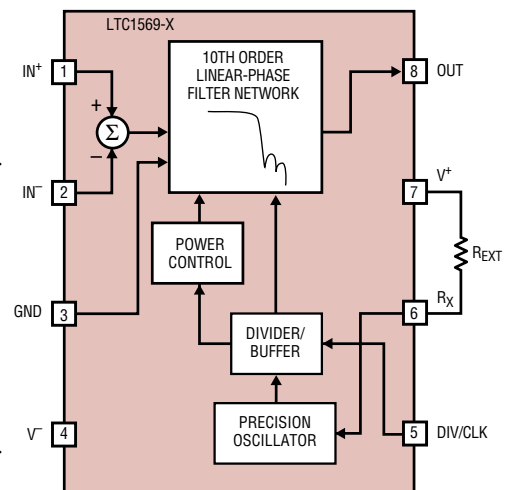 LTC1569-X
IN+
1
+
Σ
–
IN–
2
GND
3
V–
4
10TH ORDER
LINEAR-PHASE
FILTER NETWORK
POWER
CONTROL
DIVIDER/
BUFFER
PRECISION
OSCILLATOR
8
OUT
7
V+
REXT
6
RX
5
DIV/CLK